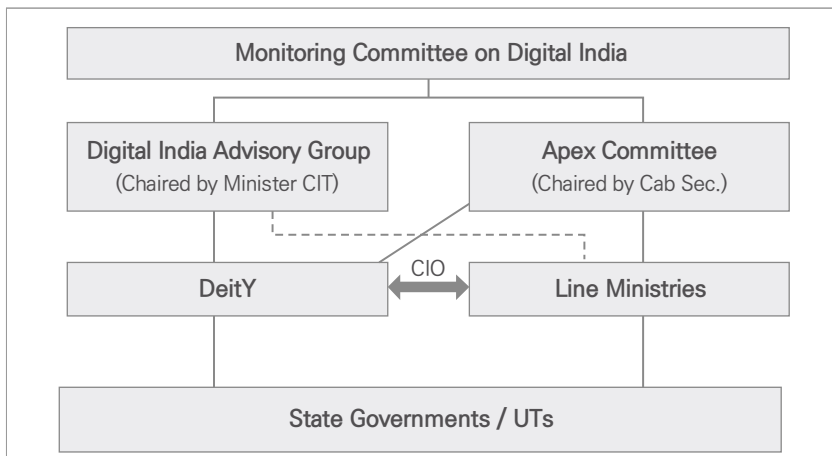 Monitoring Committee on Digital India
Digital India Advisory Group
(Chaired by Minister CIT)
Apex Committee
(Chaired by Cab Sec.)
DeitY
CIO
Line Ministries
State Governments / UTs